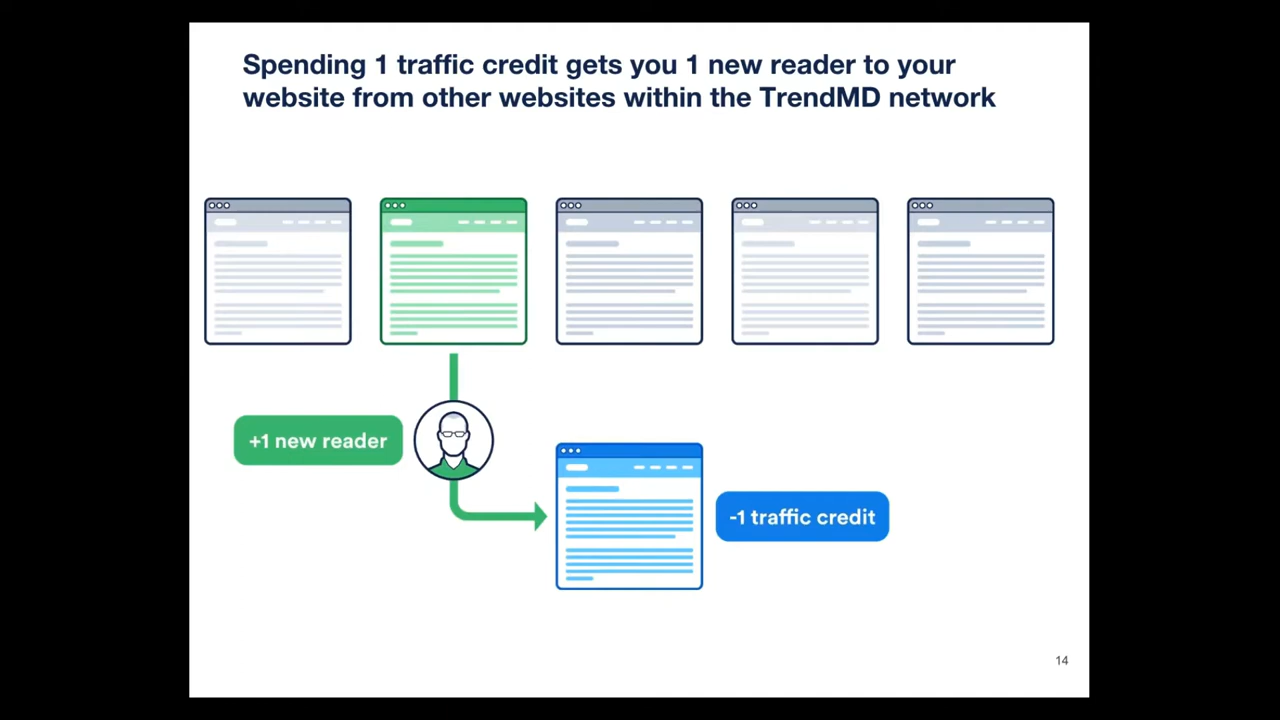 Spending 1 traffic credit gets you 1 new reader to your
website from other websites within the TrendMD network
+1 new reader
-1 traffic credit
14